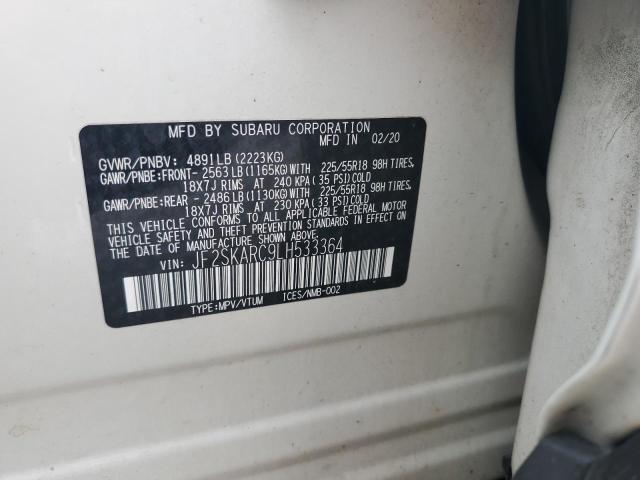 MFD BY SUBARU CORPORATION
MFD IN 02/20
GVWR/PNBV: 4891LB(2223KG)
GAWR/PNBE:FRONT- 2563LB(1165KG)WITH 225/55R18 98H TIRES,
18X7J RIMS AT 240 KPA(35 PSI)COLD
GAWR/PNBE:REAR - 2486LB(1130KG)WITH 225/55R18 98H TIRES,
18X7J RIMS AT 230 KPA(33 PSI)COLD
THIS VEHICLE CONFORMS TO ALL APPLICABLE FEDERAL MOTOR
VEHICLE SAFETY AND THEFT PREVENTION STANDARDS IN EFFECT
ON THE DATE OF MANUFACTURE SHOWN ABOVE.
VIN: JF2SKARC9LH533364
TYPE:MPV/VTUM ICES/NMB-002